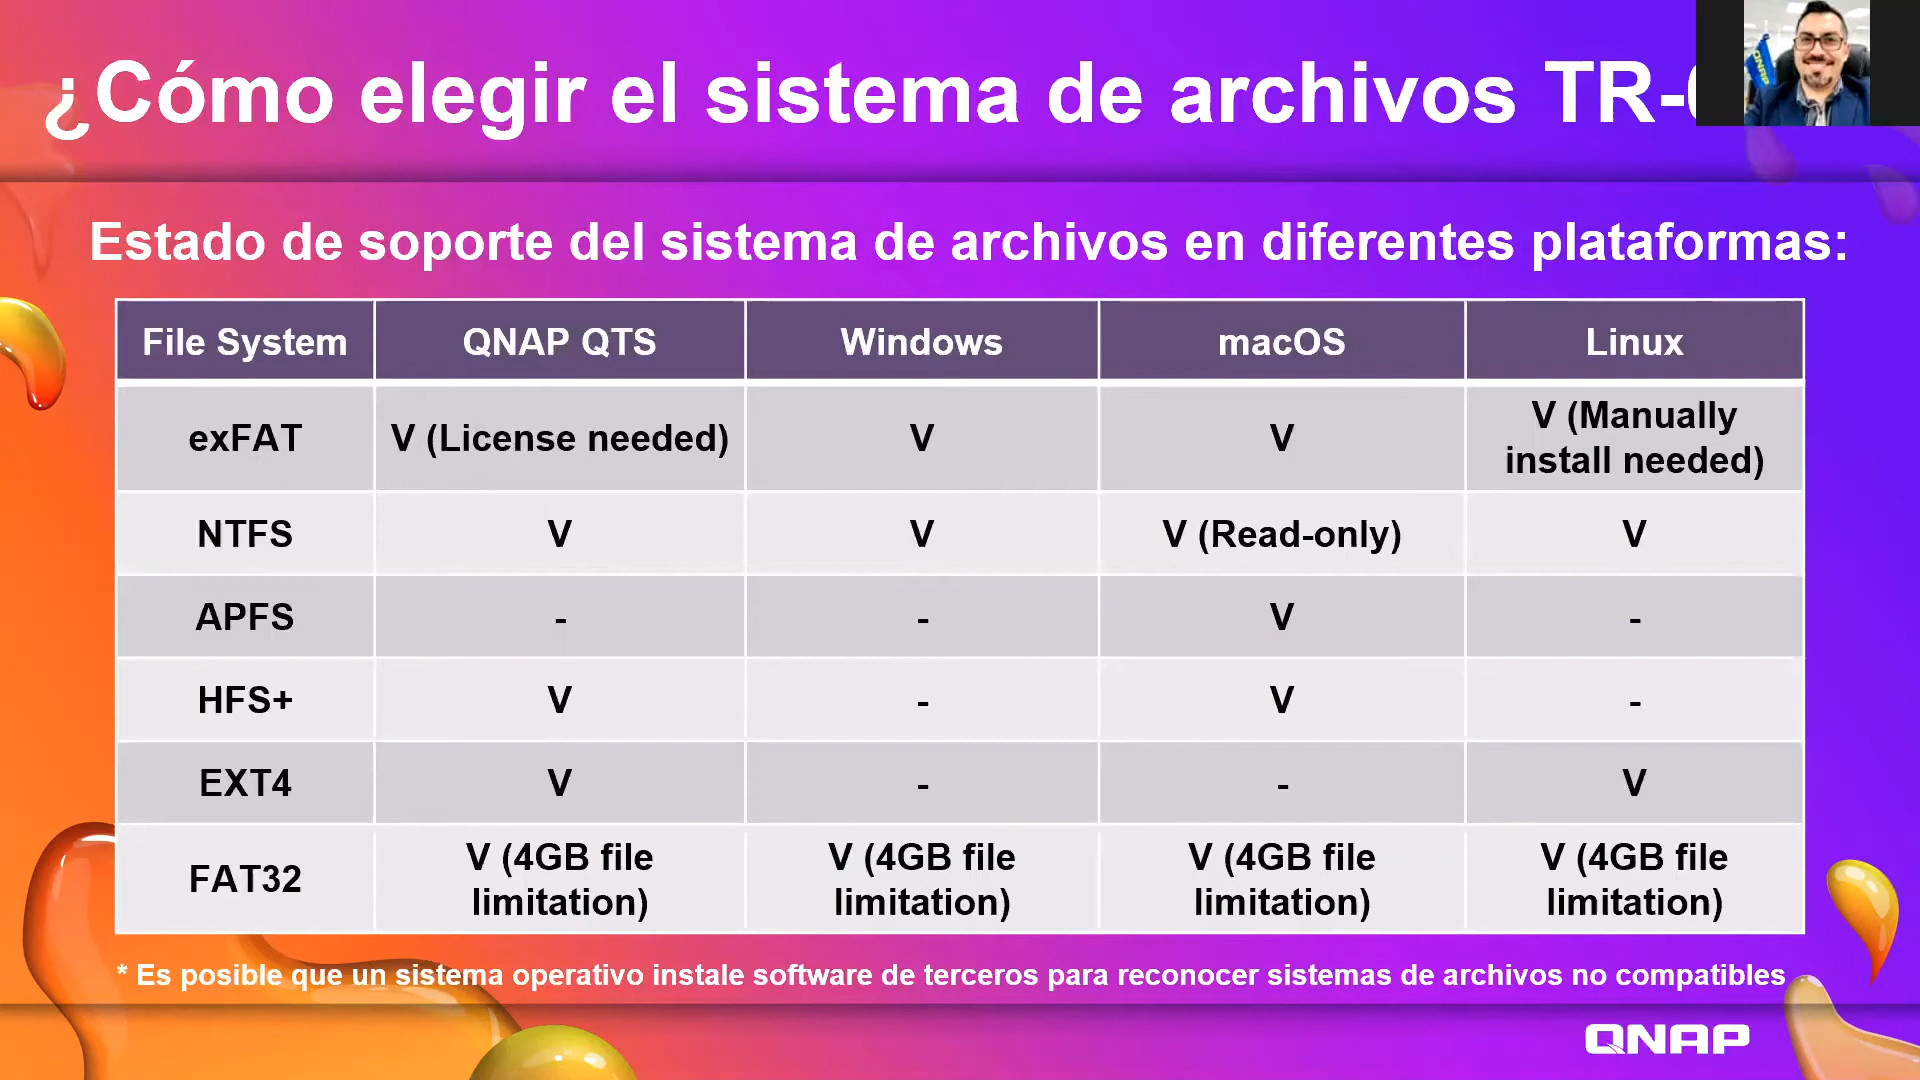 ¿Cómo elegir el sistema de archivos TR-
Estado de soporte del sistema de archivos en diferentes plataformas:
File System QNAP QTS Windows macOS Linux
exFAT V (License needed) V V V (Manually
install needed)
NTFS V V V (Read-only) V
APFS - - V -
HFS+ V - V -
EXT4 V - - V
FAT32 V (4GB file V (4GB file V (4GB file V (4GB file
limitation) limitation) limitation) limitation)
* Es posible que un sistema operativo instale software de terceros para reconocer sistemas de archivos no compatibles
QNAP
QNAP